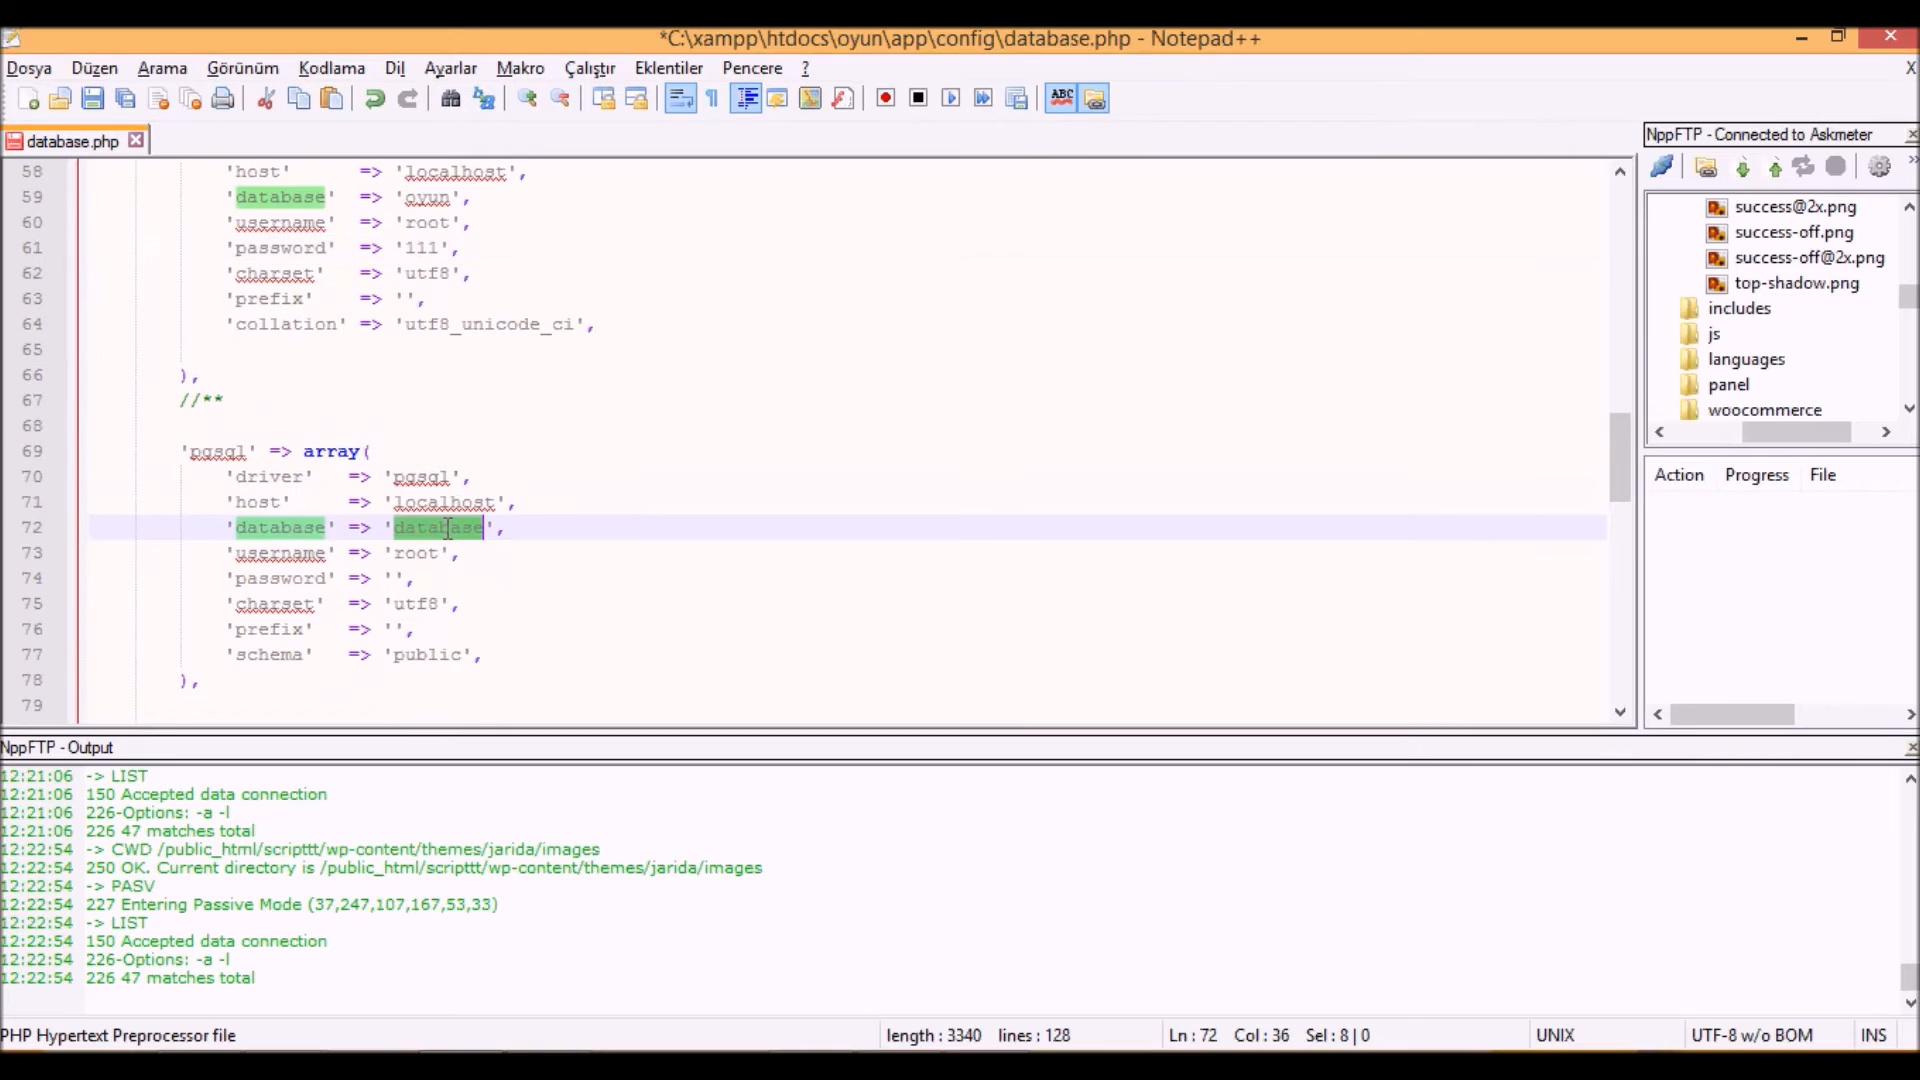 *C:\xampp\htdocs\oyun\app\config\database.php - Notepad++
Dosya Düzen Arama Görünüm Kodlama Dil Ayarlar Makro Çalıştır Eklentiler Pencere ? X
ABC
database.php
58 'host' => 'localhost',
59 'database' => 'oyun',
60 'username' => 'root',
61 'password' => '111',
62 'charset' => 'utf8',
63 'prefix' => '',
64 'collation' => 'utf8_unicode_ci',
65
66 ),
67 //**
68
69 'pgsql' => array(
70 'driver' => 'pgsql',
71 'host' => 'localhost',
72 'database' => 'database',
73 'username' => 'root',
74 'password' => '',
75 'charset' => 'utf8',
76 'prefix' => '',
77 'schema' => 'public',
78 ),
79
NppFTP - Connected to Askmeter
success@2x.png
success-off.png
success-off@2x.png
top-shadow.png
includes
js
languages
panel
woocommerce
Action Progress File
NppFTP - Output
12:21:06 -> LIST
12:21:06 150 Accepted data connection
12:21:06 226-Options: -a -l
12:21:06 226 47 matches total
12:22:54 -> CWD /public_html/scripttt/wp-content/themes/jarida/images
12:22:54 250 OK. Current directory is /public_html/scripttt/wp-content/themes/jarida/images
12:22:54 -> PASV
12:22:54 227 Entering Passive Mode (37,247,107,167,53,33)
12:22:54 -> LIST
12:22:54 150 Accepted data connection
12:22:54 226-Options: -a -l
12:22:54 226 47 matches total
PHP Hypertext Preprocessor file length : 3340 lines : 128 Ln : 72 Col : 36 Sel : 8 | 0 UNIX UTF-8 w/o BOM INS